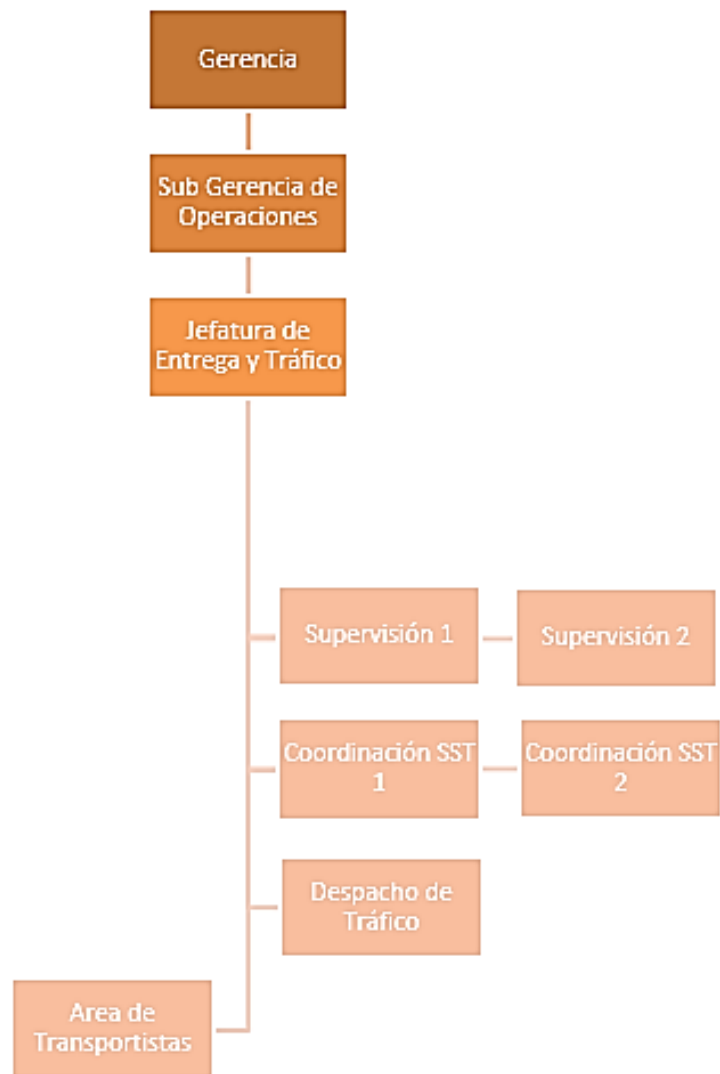 Gerencia
Sub Gerencia de
Operaciones
Jefatura de
Entrega y Tráfico
Supervisión 1
Supervisión 2
Coordinación SST
1
Coordinación SST
2
Despacho de
Tráfico
Area de
Transportistas